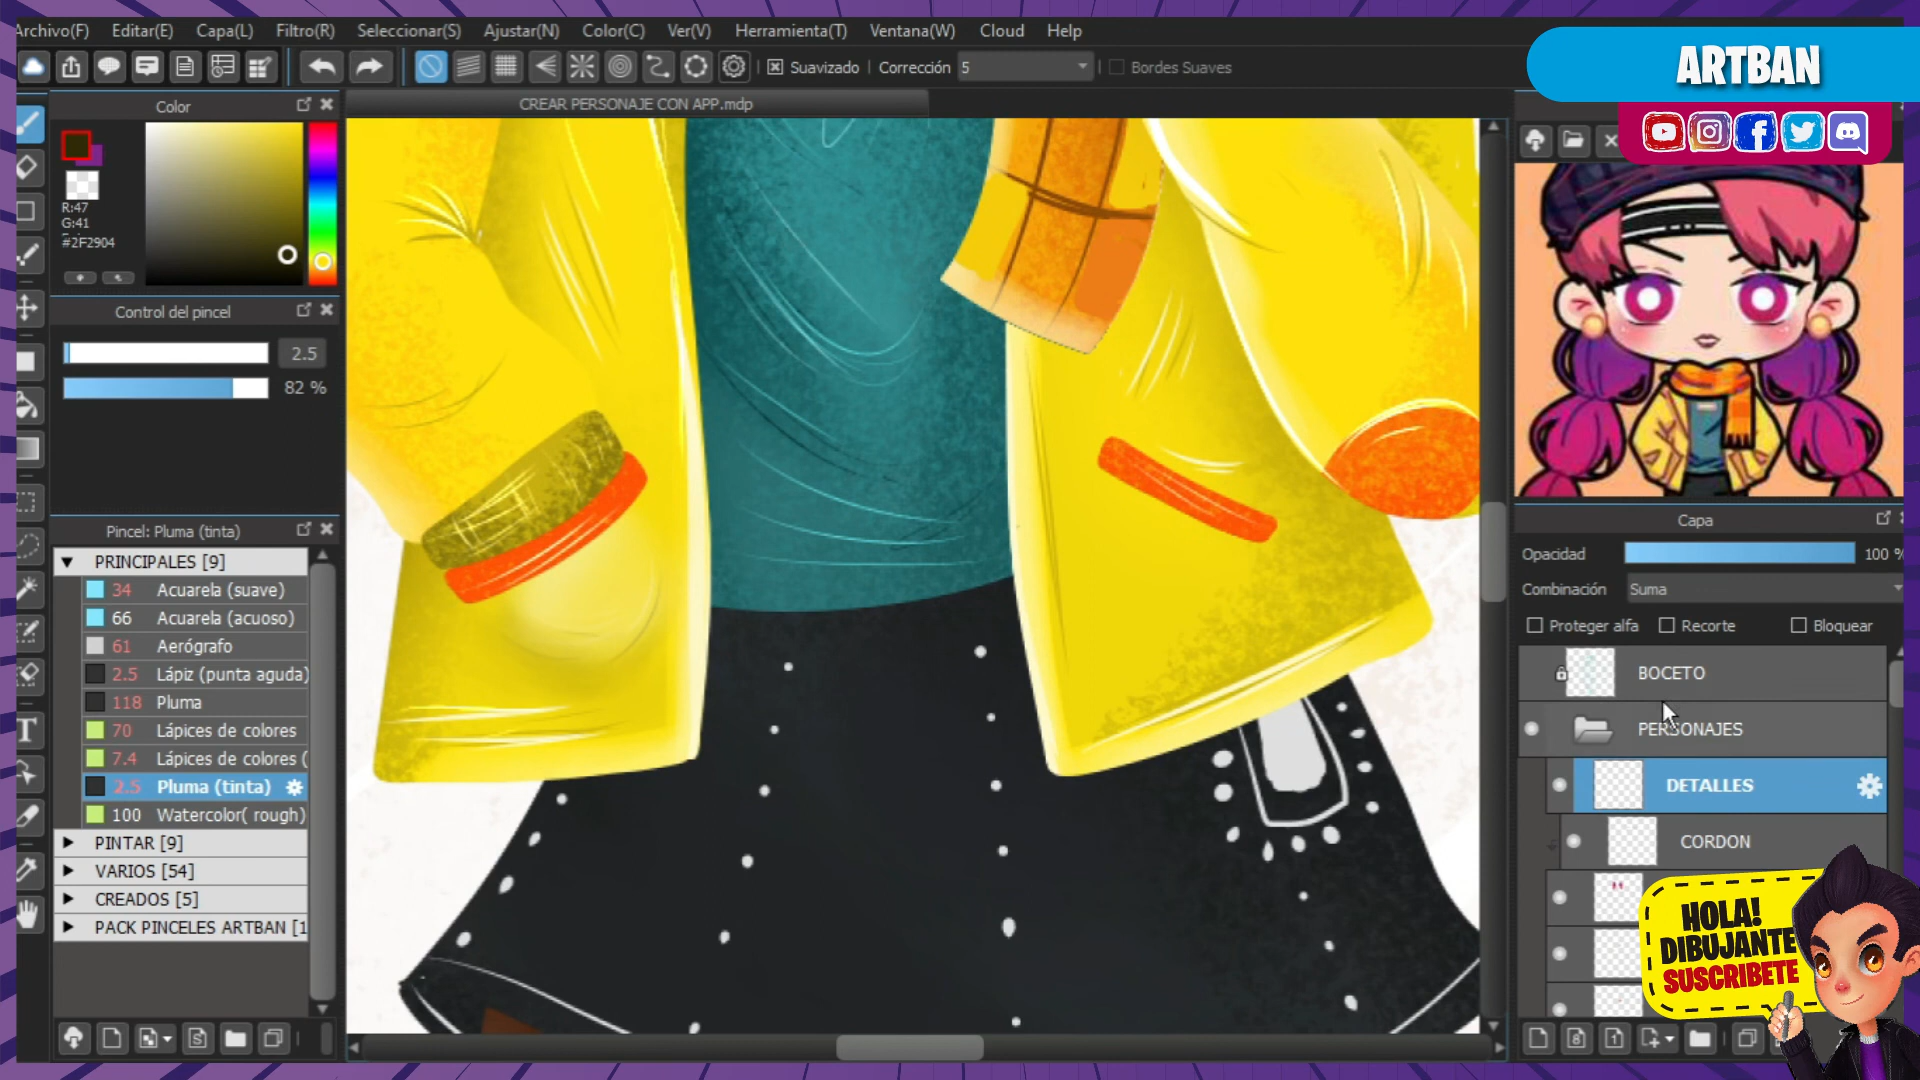 Archivo(F) Editar(E) Capa(L) Filtro(R) Seleccionar(S) Ajustar(N) Color(C) Ver(V) Herramienta(T) Ventana(W) Cloud Help
ARTBAN
Suavizado Corrección 5 Bordes Suaves
Color
CREAR PERSONAJE CON APP.mdp
R:47
G:41
#2F2904
Control del pincel
2.5
82 %
Pincel: Pluma (tinta)
PRINCIPALES [9]
34 Acuarela (suave)
66 Acuarela (acuoso)
61 Aerógrafo
2.5 Lápiz (punta aguda)
118 Pluma
70 Lápices de colores
7.4 Lápices de colores (
2.5 Pluma (tinta)
100 Watercolor( rough)
PINTAR [9]
VARIOS [54]
CREADOS [5]
PACK PINCELES ARTBAN [1
Capa
Opacidad 100 %
Combinación Suma
Proteger alfa Recorte Bloquear
BOCETO
PERSONAJES
DETALLES
CORDON
HOLA!
DIBUJANTE
SUSCRIBETE